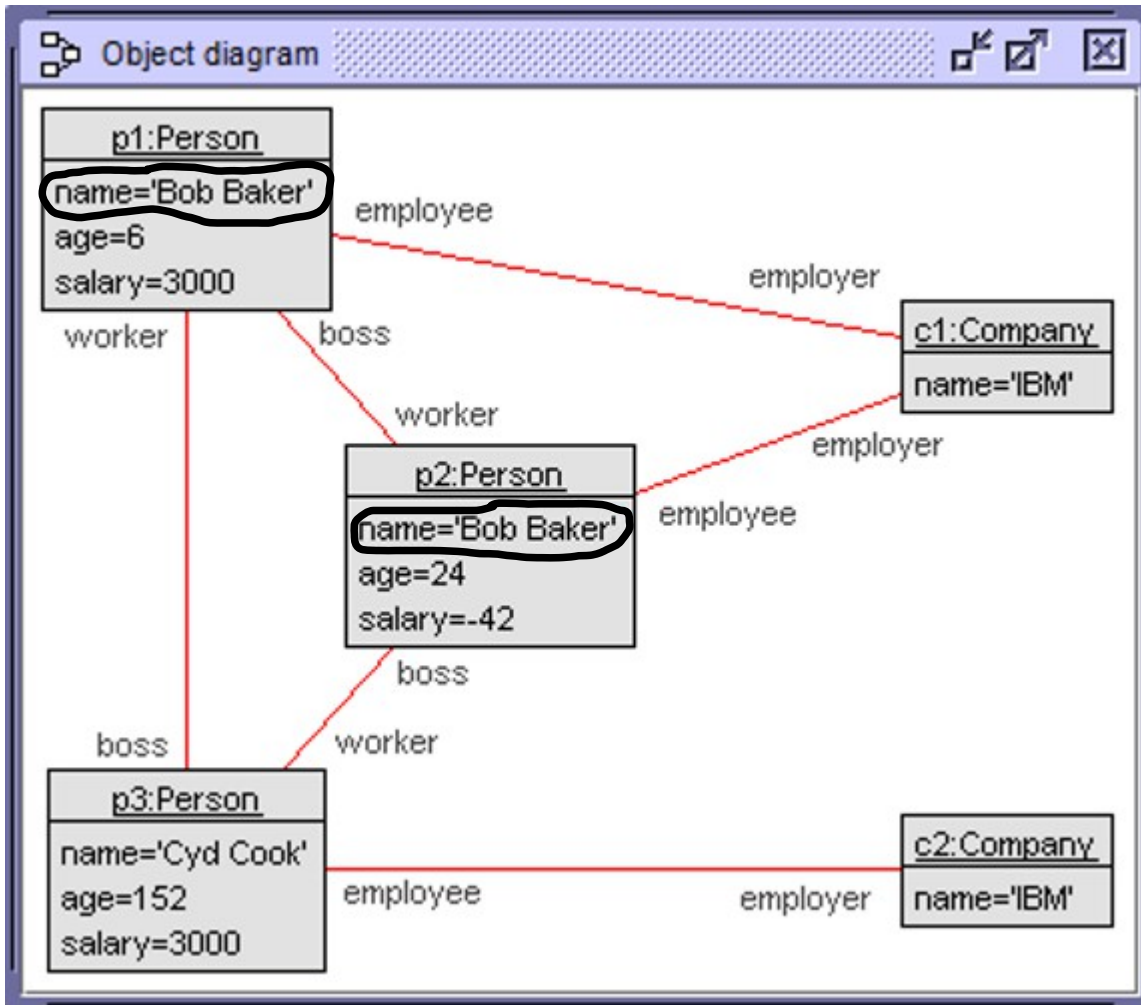 Object diagram
p1:Person
name='Bob Baker'
age=6
salary=3000
employee
employer
worker
boss
c1:Company
name='IBM'
worker
employer
p2:Person
name='Bob Baker'
age=24
salary=-42
employee
boss
worker
boss
p3:Person
name='Cyd Cook'
age=152
salary=3000
employee
employer
c2:Company
name='IBM'